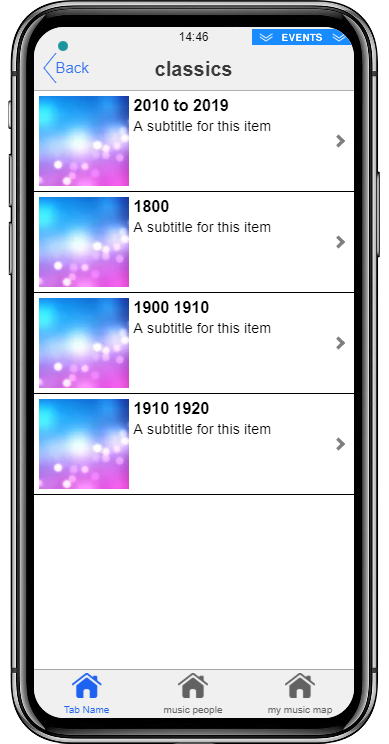 14:46
EVENTS
Back
classics
2010 to 2019
A subtitle for this item
1800
A subtitle for this item
1900 1910
A subtitle for this item
1910 1920
A subtitle for this item
Tab Name
music people
my music map